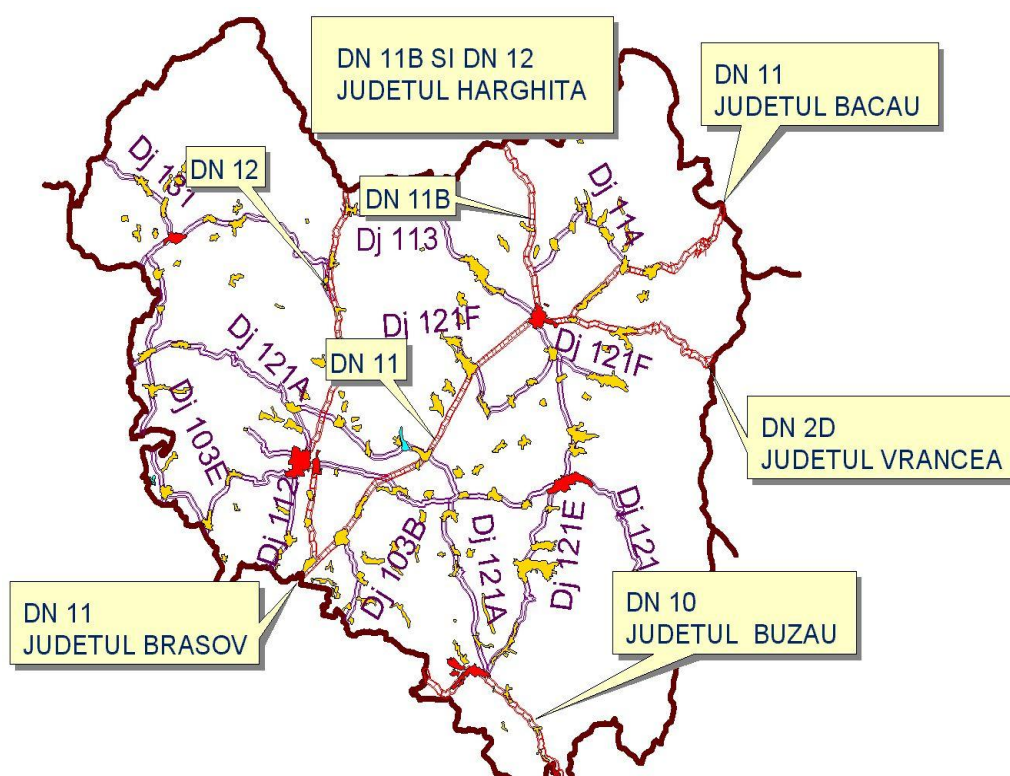 DN 11B SI DN 12
JUDETUL HARGHITA
DN 11
JUDETUL BACAU
Dj 131
DN 12
DN 11B
Dj 11A
Dj 113
Dj 121F
Dj 121F
Dj 121A
DN 11
Dj 103E
DN 2D
JUDETUL VRANCEA
Dj 112
Dj 103B
Dj 121A
Dj 121E
Dj 121
DN 11
JUDETUL BRASOV
DN 10
JUDETUL BUZAU